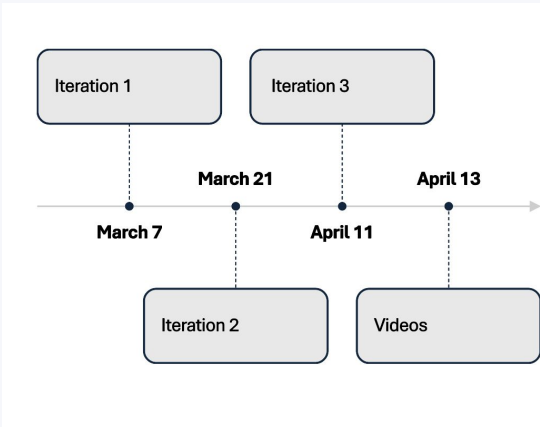 Iteration 1
Iteration 3
March 21
April 13
March 7
April 11
Iteration 2
Videos